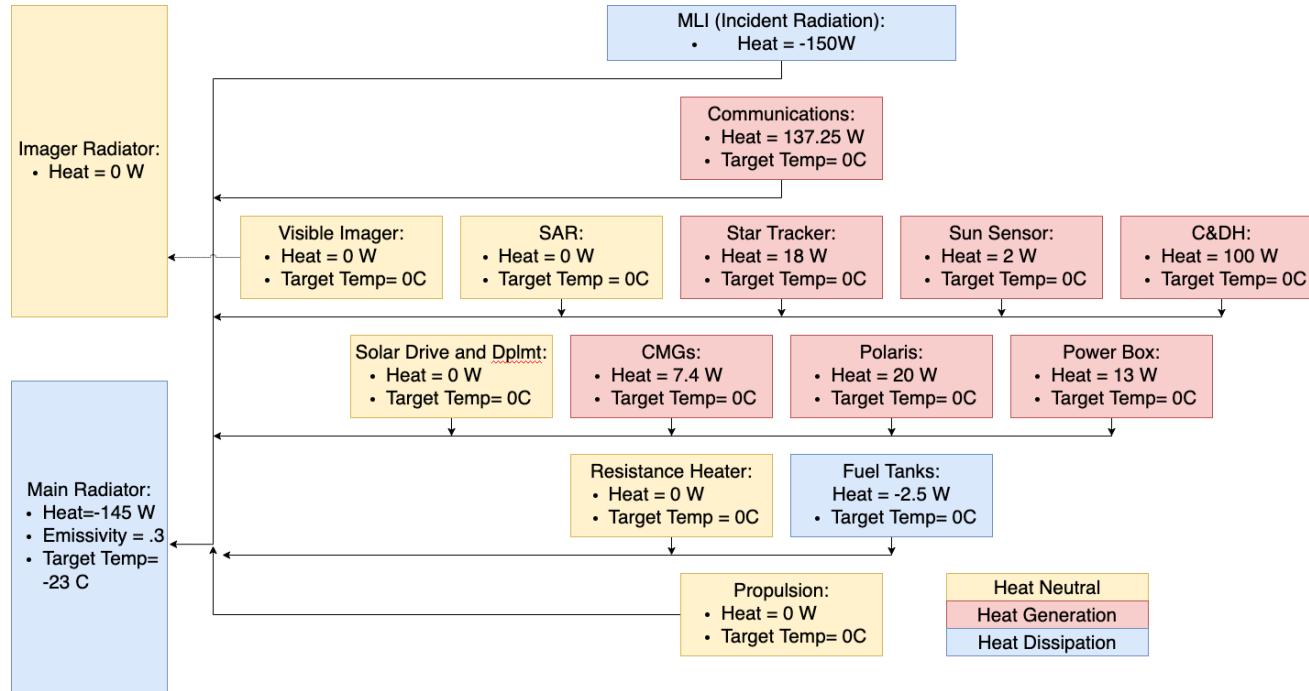 MLI (Incident Radiation):
• Heat = -150W
Communications:
• Heat = 137.25 W
• Target Temp= 0C
Imager Radiator:
• Heat = 0 W
Visible Imager:
• Heat = 0 W
• Target Temp= 0C
SAR:
• Heat = 0 W
• Target Temp = 0C
Star Tracker:
• Heat = 18 W
• Target Temp= 0C
Sun Sensor:
• Heat = 2 W
• Target Temp= 0C
C&DH:
• Heat = 100 W
• Target Temp= 0C
Solar Drive and Dplmt:
• Heat = 0 W
• Target Temp= 0C
CMGs:
• Heat = 7.4 W
• Target Temp= 0C
Polaris:
• Heat = 20 W
• Target Temp= 0C
Power Box:
• Heat = 13 W
• Target Temp= 0C
Main Radiator:
• Heat=-145 W
• Emissivity = .3
• Target Temp=
-23 C
Resistance Heater:
• Heat = 0 W
• Target Temp = 0C
Fuel Tanks:
Heat = -2.5 W
• Target Temp= 0C
Propulsion:
• Heat = 0 W
• Target Temp= 0C
Heat Neutral
Heat Generation
Heat Dissipation